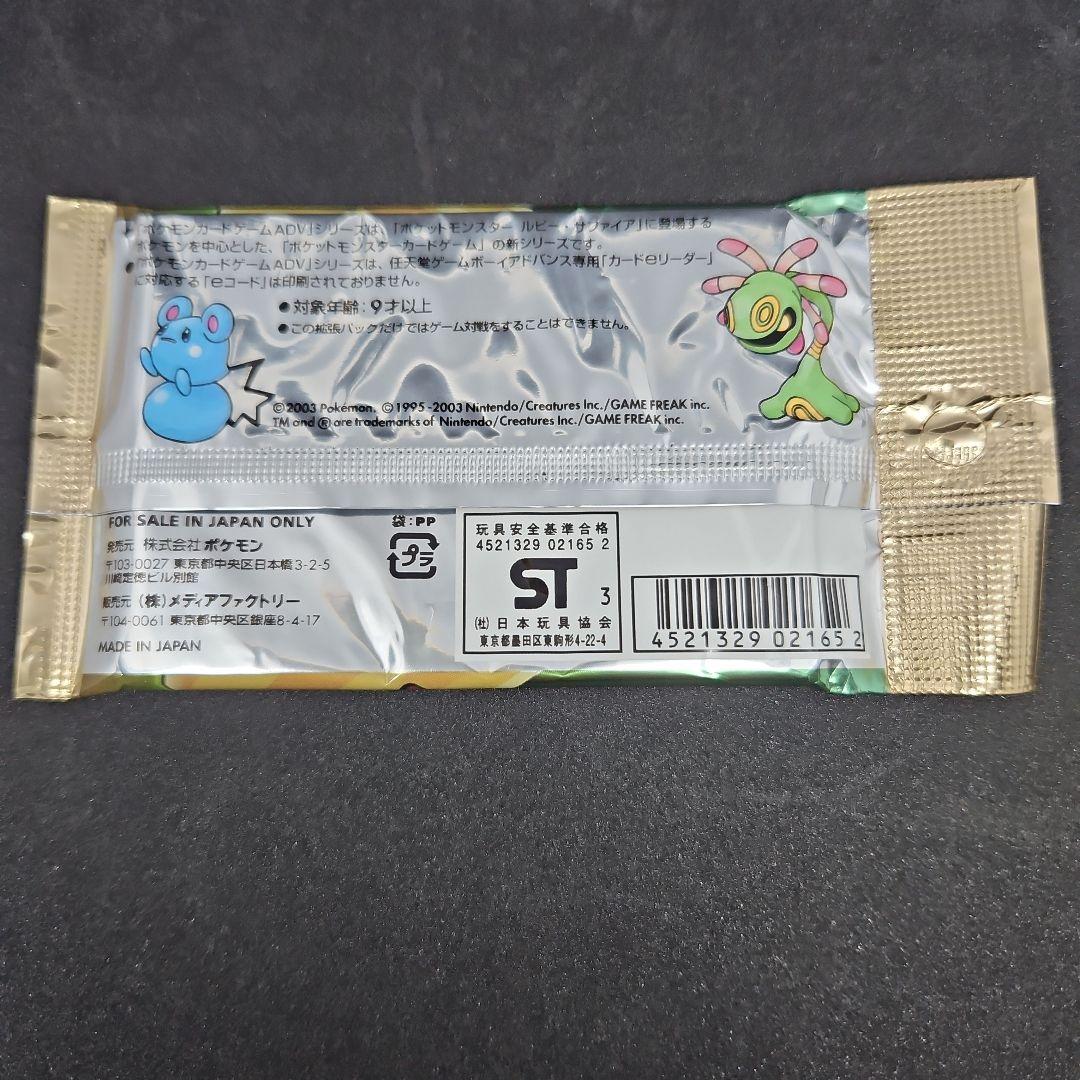 「ポケモンカードゲームADV」シリーズは、「ポケットモンスター ルビー・サファイア」に登場する
ポケモンを中心とした、「ポケットモンスターカードゲーム」の新シリーズです。
●「ポケモンカードゲームADV」シリーズは、任天堂ゲームボーイアドバンス専用「カードeリーダー」
に対応する「eコード」は印刷されておりません。
●対象年齢:9才以上
●この拡張パックだけではゲーム対戦をすることはできません。
©2003 Pokémon. ©1995-2003 Nintendo/Creatures Inc./GAME FREAK inc.
TM and ® are trademarks of Nintendo/Creatures Inc./GAME FREAK inc.
FOR SALE IN JAPAN ONLY
発売元 株式会社 ポケモン
〒103-0027 東京都中央区日本橋3-2-5
川崎定徳ビル別館
販売元 (株)メディアファクトリー
〒104-0061 東京都中央区銀座8-4-17
MADE IN JAPAN
袋:PP
プラ
玩具安全基準合格
4521329 02165 2
ST 3
(社)日本玩具協会
東京都墨田区東駒形4-22-4
4521329 02165 2